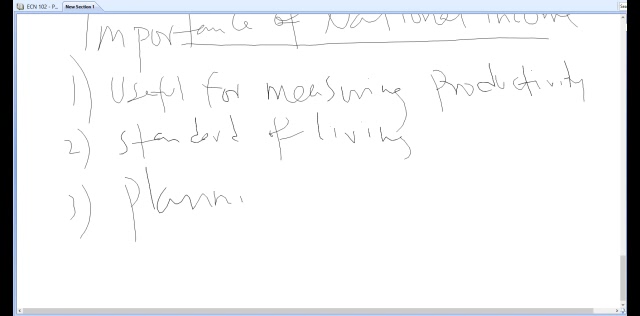 ECN 102 - P... New Section 1
Importance of National Income
1) Useful for measuring productivity
2) standard of living
3) planni